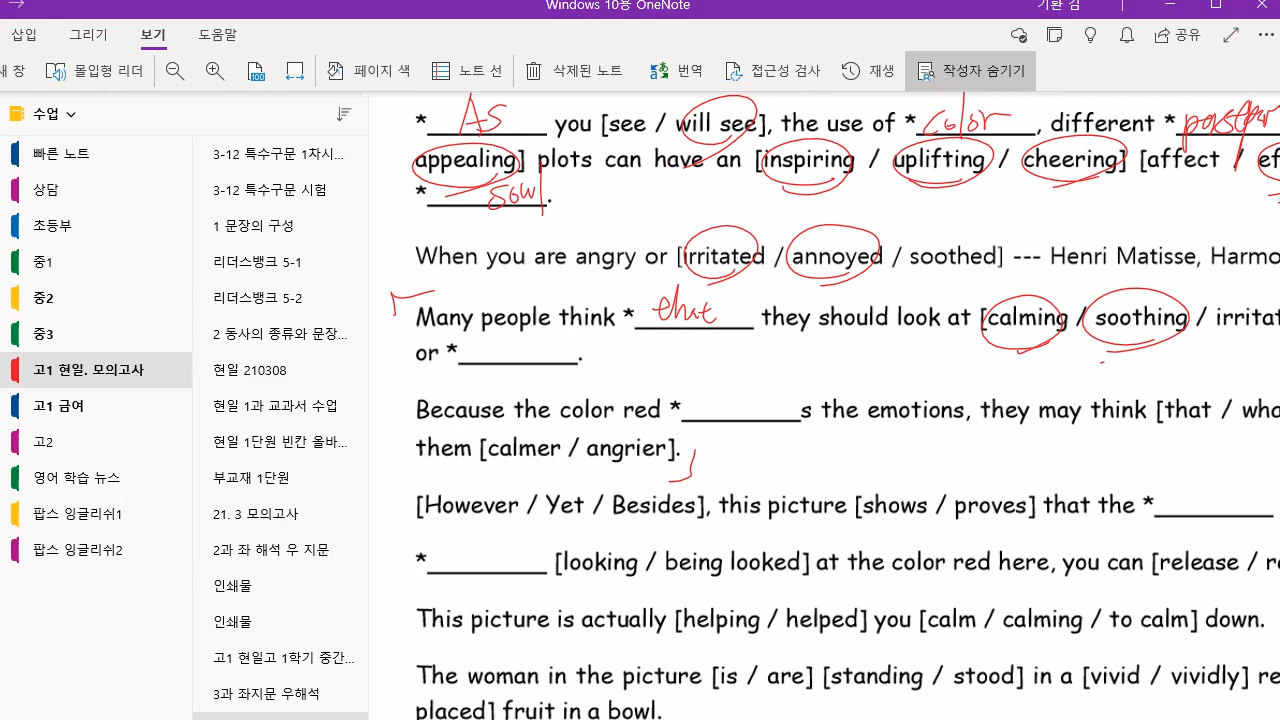 Windows 10용 OneNote
기환 김
삽입 그리기 보기 도움말
공유
새 창 몰입형 리더 페이지 색 노트 선 삭제된 노트 번역 접근성 검사 재생 작성자 숨기기
수업
빠른 노트
상담
초등부
중1
중2
중3
고1 현일. 모의고사
고1 급여
고2
영어 학습 뉴스
팝스 잉글리쉬1
팝스 잉글리쉬2
3-12 특수구문 1차시...
3-12 특수구문 시험
1 문장의 구성
리더스뱅크 5-1
리더스뱅크 5-2
2 동사의 종류와 문장...
현일 210308
현일 1과 교과서 수업
현일 1단원 빈칸 올바...
부교재 1단원
21. 3 모의고사
2과 좌 해석 우 지문
인쇄물
인쇄물
고1 현일고 1학기 중간...
3과 좌지문 우해석
*As you [see / will see], the use of *color, different *
appealing] plots can have an [inspiring / uplifting / cheering] [affect / ef
*soul.
When you are angry or [irritated / annoyed / soothed] --- Henri Matisse, Harmo
Many people think *that they should look at [calming / soothing / irritat
or *__________.
Because the color red *__________s the emotions, they may think [that / wha
them [calmer / angrier].
[However / Yet / Besides], this picture [shows / proves] that the *__________
*__________ [looking / being looked] at the color red here, you can [release / re
This picture is actually [helping / helped] you [calm / calming / to calm] down.
The woman in the picture [is / are] [standing / stood] in a [vivid / vividly] re
placed] fruit in a bowl.